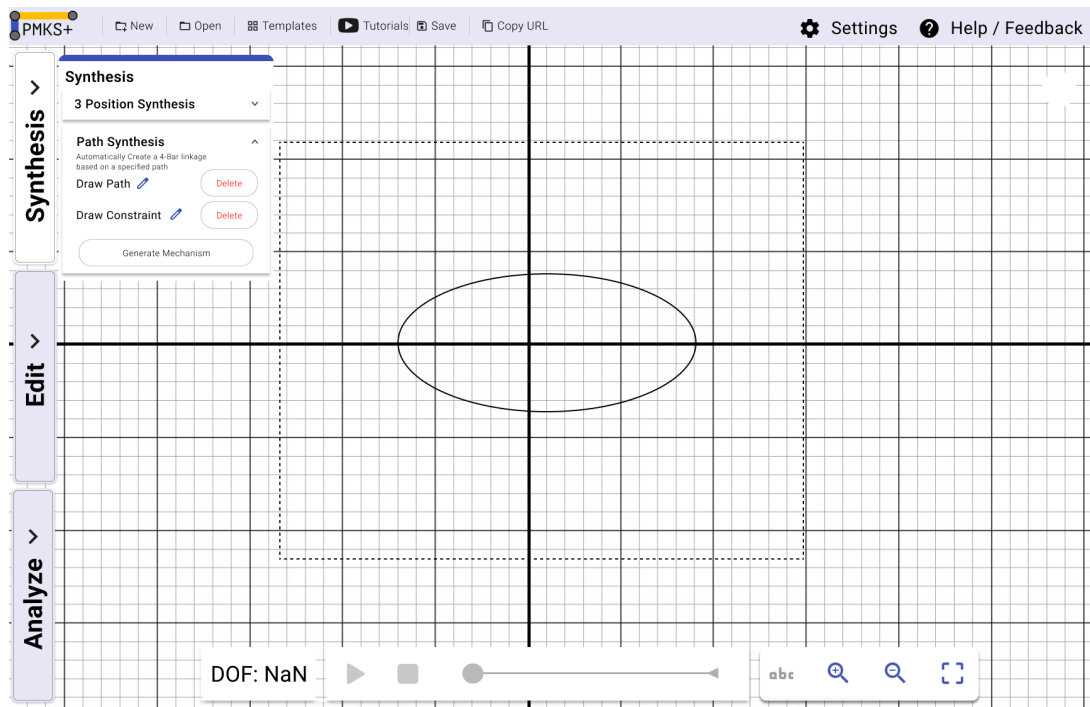 PMKS+ New Open Templates Tutorials Save Copy URL Settings Help / Feedback
Synthesis
Synthesis
3 Position Synthesis
Path Synthesis
Automatically Create a 4-Bar linkage
based on a specified path
Draw Path Delete
Draw Constraint Delete
Generate Mechanism
Edit
Analyze
DOF: NaN
abc